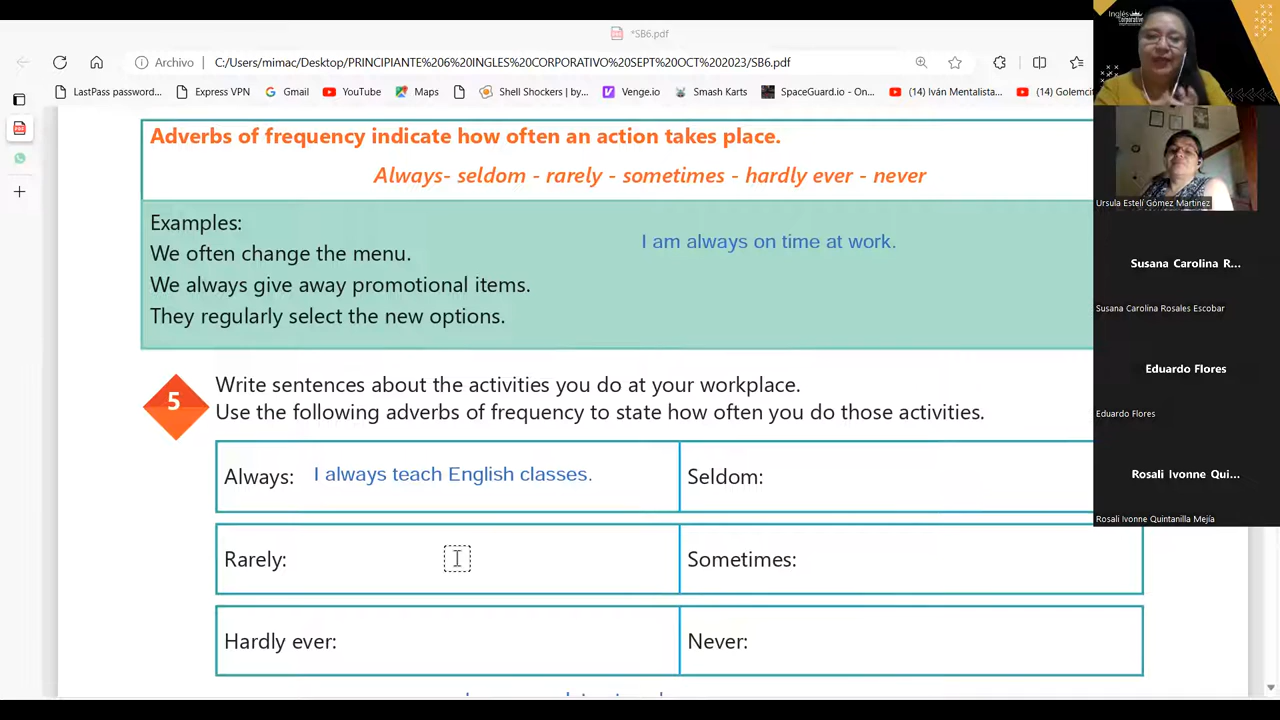 *SB6.pdf
Archivo
C:/Users/mimac/Desktop/PRINCIPIANTE%206%20INGLES%20CORPORATIVO%20SEPT%20OCT%202023/SB6.pdf
LastPass password...
Express VPN
Gmail
YouTube
Maps
Shell Shockers | by...
Venge.io
Smash Karts
SpaceGuard.io - On...
(14) Iván Mentalista...
(14) Golemcit
Adverbs of frequency indicate how often an action takes place.
Always- seldom - rarely - sometimes - hardly ever - never
Examples:
We often change the menu.
I am always on time at work.
We always give away promotional items.
They regularly select the new options.
5
Write sentences about the activities you do at your workplace.
Use the following adverbs of frequency to state how often you do those activities.
Always: I always teach English classes.
Seldom:
Rarely:
Sometimes:
Hardly ever:
Never:
Inglés
Corporativo
Ursula Estelí Gómez Martinez
Susana Carolina R...
Susana Carolina Rosales Escobar
Eduardo Flores
Eduardo Flores
Rosali Ivonne Qui...
Rosali Ivonne Quintanilla Mejía